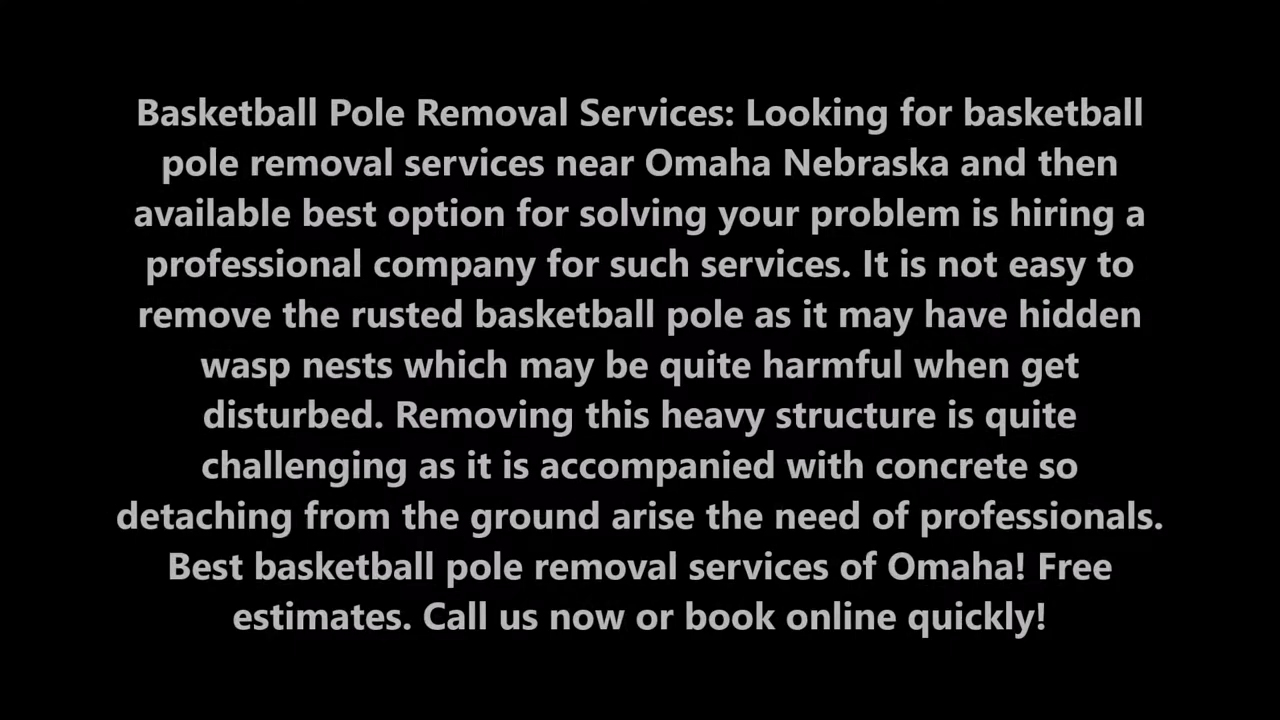 Basketball Pole Removal Services: Looking for basketball
pole removal services near Omaha Nebraska and then
available best option for solving your problem is hiring a
professional company for such services. It is not easy to
remove the rusted basketball pole as it may have hidden
wasp nests which may be quite harmful when get
disturbed. Removing this heavy structure is quite
challenging as it is accompanied with concrete so
detaching from the ground arise the need of professionals.
Best basketball pole removal services of Omaha! Free
estimates. Call us now or book online quickly!